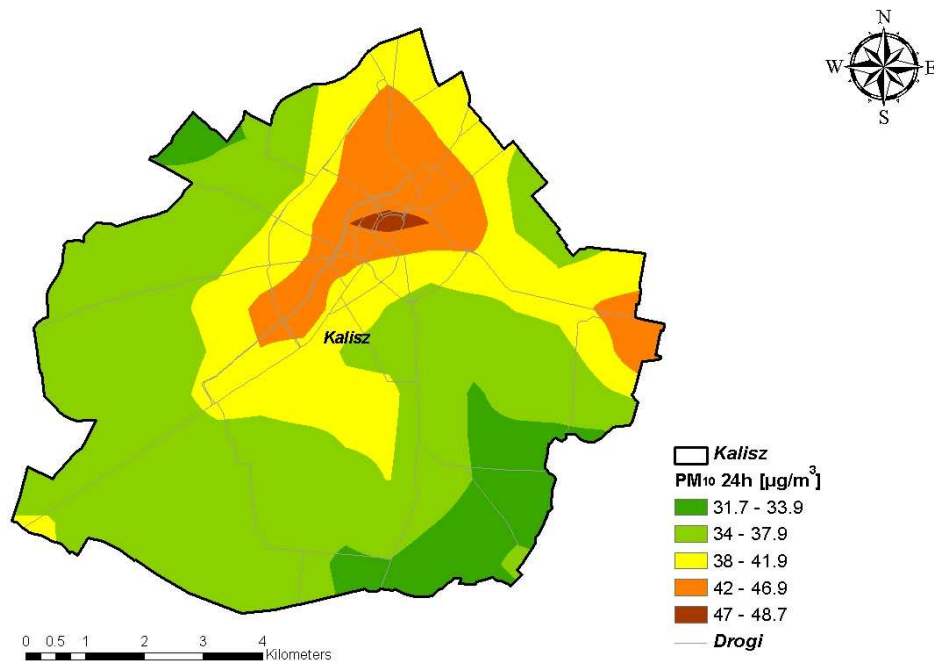 N
W E
S
Kalisz
Kalisz
PM10 24h [µg/m³]
31.7 - 33.9
34 - 37.9
38 - 41.9
42 - 46.9
47 - 48.7
Drogi
0 0.5 1 2 3 4
Kilometers